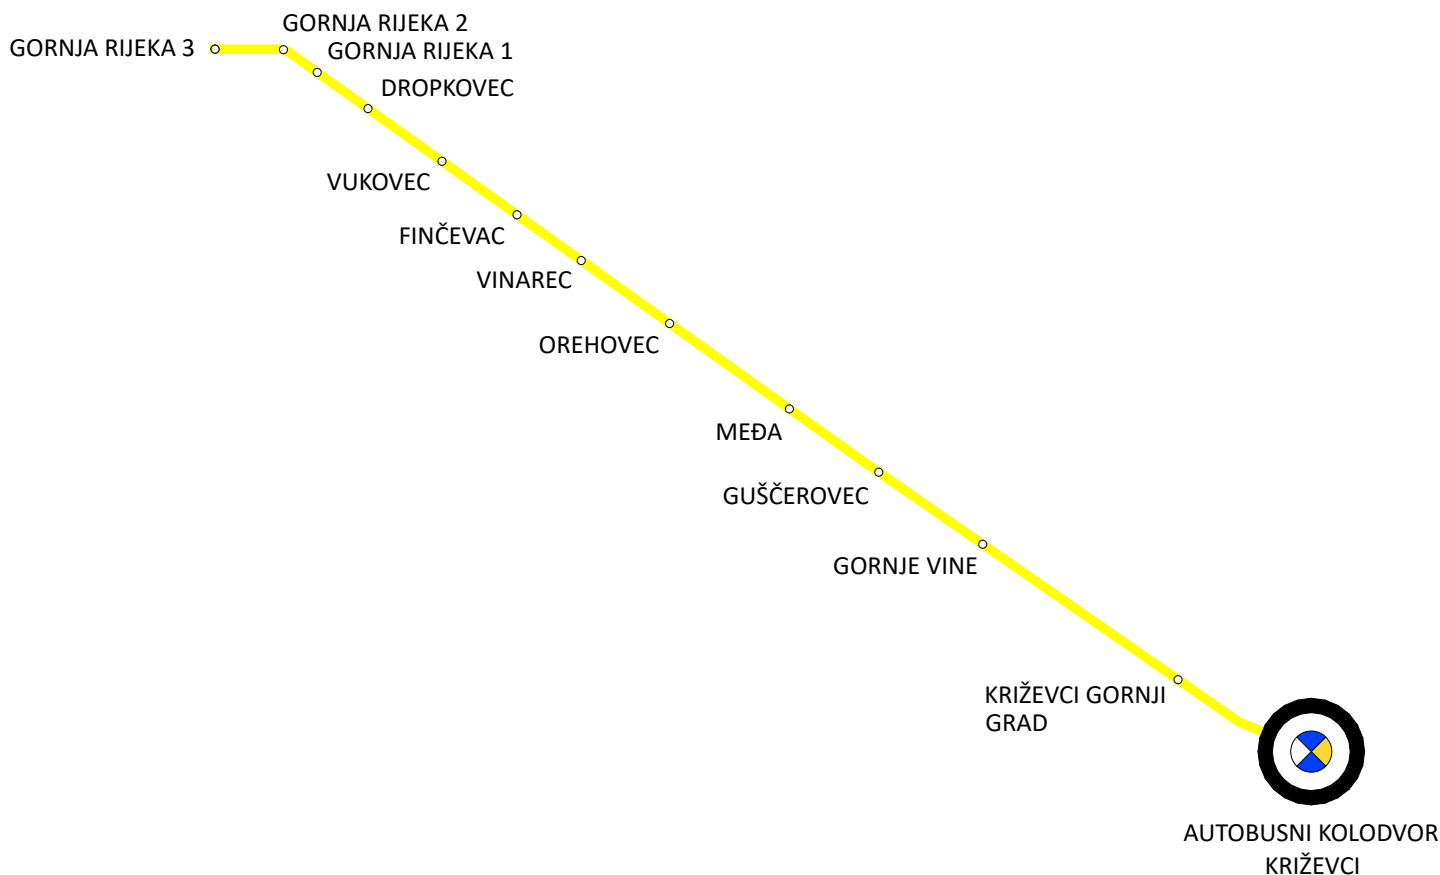 GORNJA RIJEKA 2
GORNJA RIJEKA 3
GORNJA RIJEKA 1
DROPKOVEC
VUKOVEC
FINČEVAC
VINAREC
OREHOVEC
MEĐA
GUŠČEROVEC
GORNJE VINE
KRIŽEVCI GORNJI
GRAD
AUTOBUSNI KOLODVOR
KRIŽEVCI